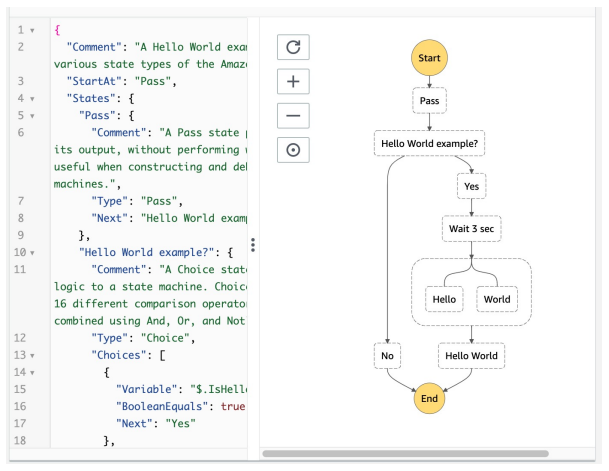 1 {
2 "Comment": "A Hello World exa
various state types of the Amaz
3 "StartAt": "Pass",
4 "States": {
5 "Pass": {
6 "Comment": "A Pass state
its output, without performing
useful when constructing and de
machines.",
7 "Type": "Pass",
8 "Next": "Hello World exam
9 },
10 "Hello World example?": {
11 "Comment": "A Choice stat
logic to a state machine. Choic
16 different comparison operato
combined using And, Or, and Not
12 "Type": "Choice",
13 "Choices": [
14 {
15 "Variable": "$.IsHell
16 "BooleanEquals": true
17 "Next": "Yes"
18 },
Start
Pass
Hello World example?
Yes
Wait 3 sec
Hello World
No Hello World
End